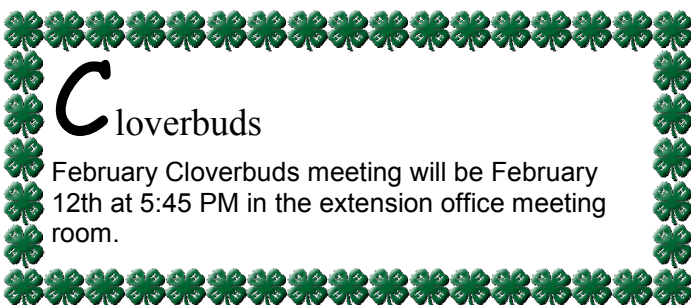 Cloverbuds
February Cloverbuds meeting will be February
12th at 5:45 PM in the extension office meeting
room.